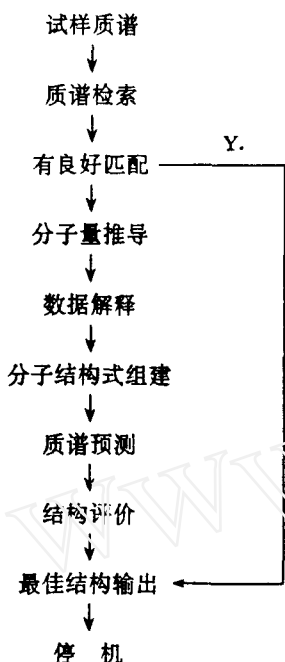 试样质谱
质谱检索
有良好匹配
Y.
分子量推导
数据解释
分子结构式组建
质谱预测
结构评价
最佳结构输出
停 机